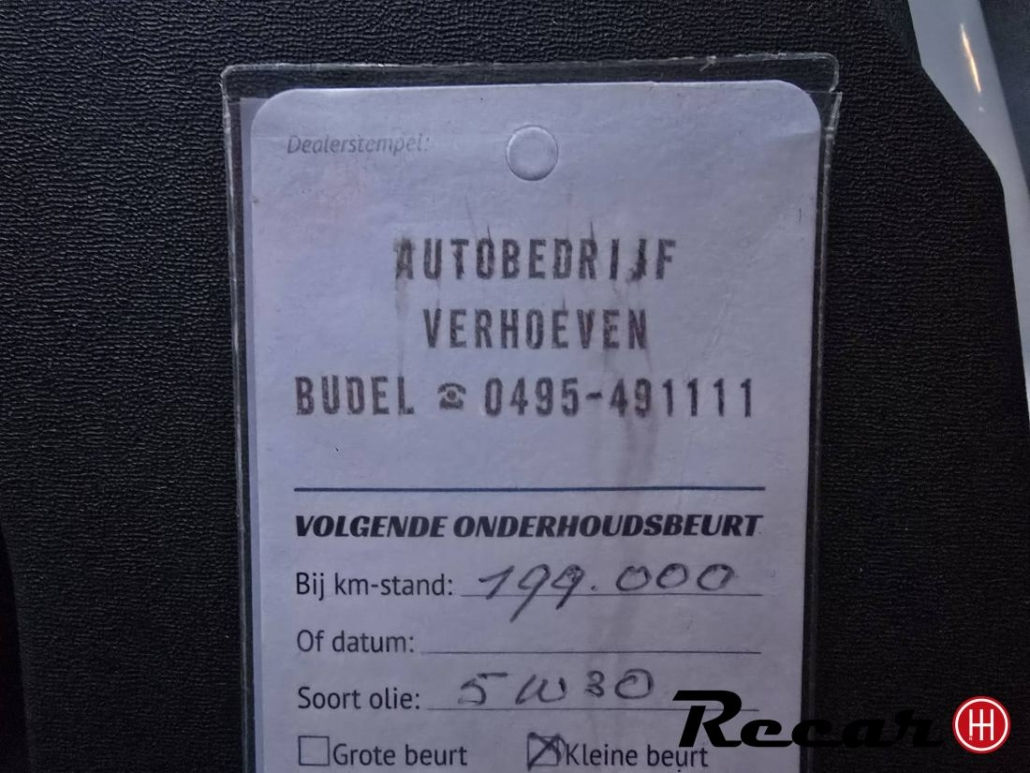 Dealerstempel:
AUTOBEDRIJF
VERHOEVEN
BUDEL ☎ 0495-491111
VOLGENDE ONDERHOUDSBEURT
Bij km-stand: 199.000
Of datum:
Soort olie: 5W30
☐ Grote beurt ☒ Kleine beurt
Recar H